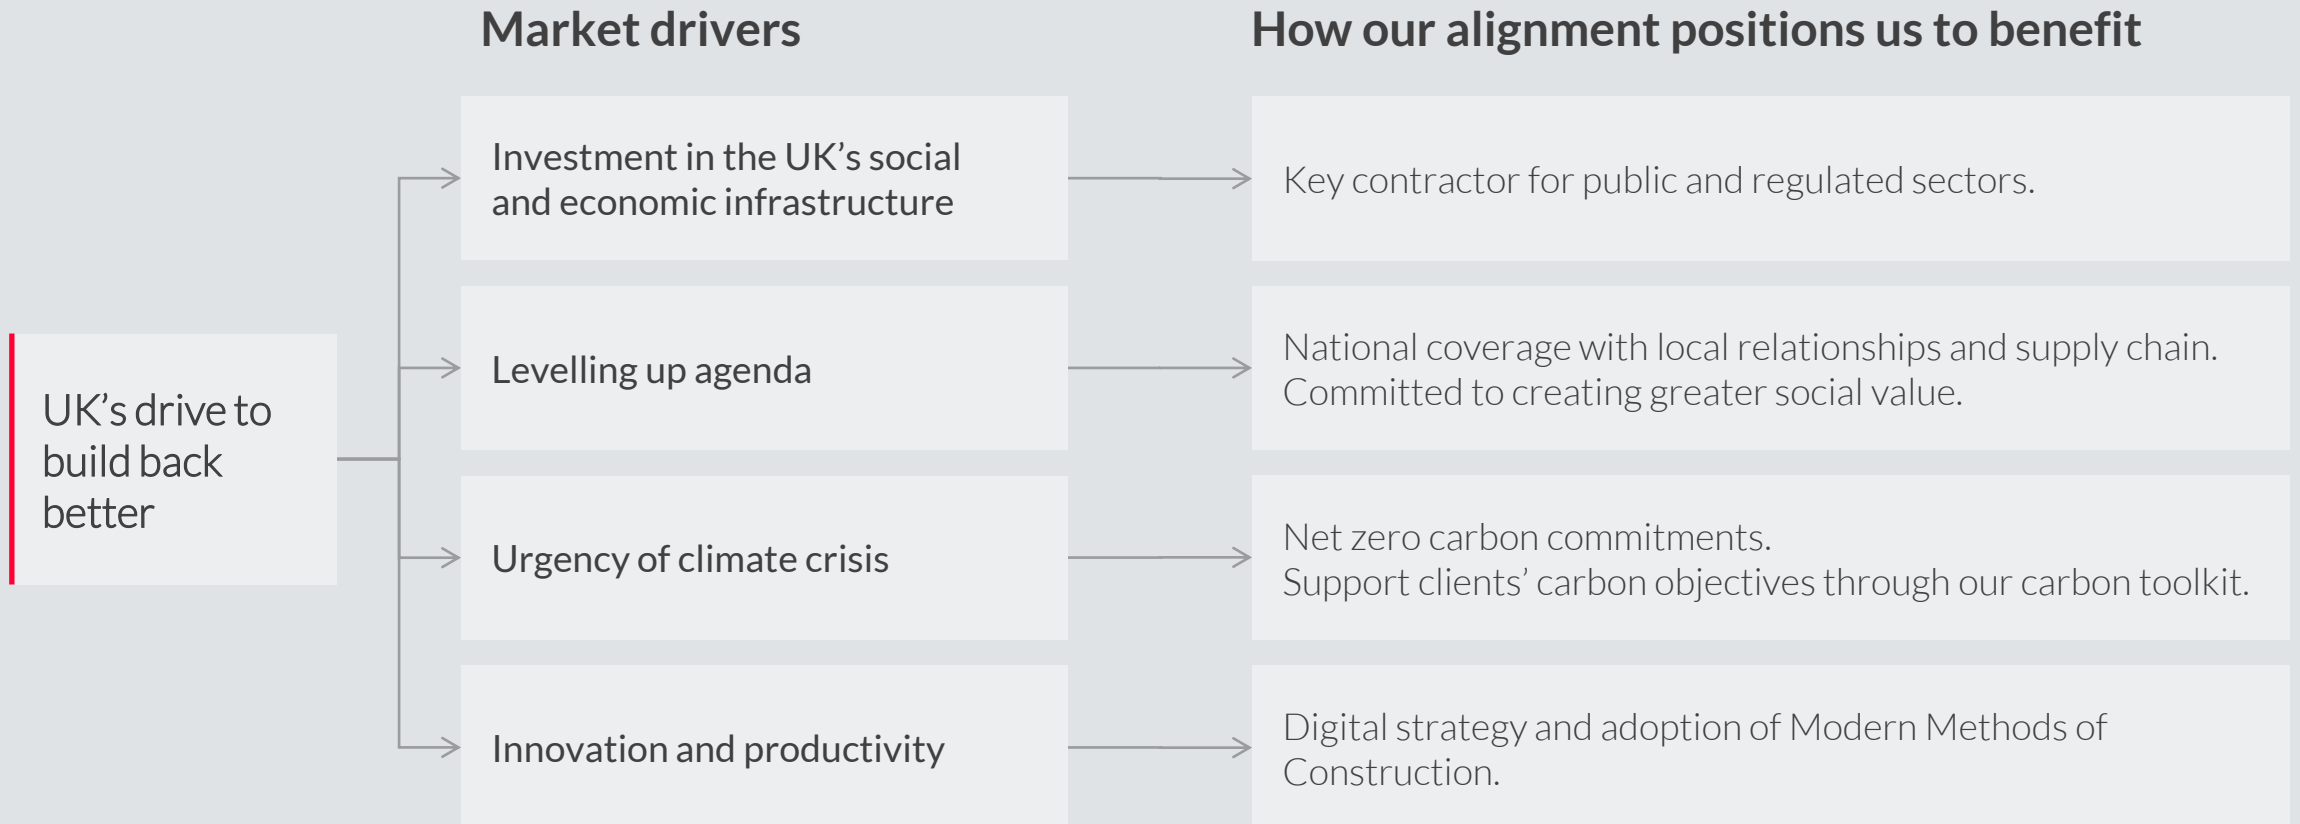 Market drivers
How our alignment positions us to benefit
UK’s drive to
build back
better
Investment in the UK’s social
and economic infrastructure
Key contractor for public and regulated sectors.
Levelling up agenda
National coverage with local relationships and supply chain.
Committed to creating greater social value.
Urgency of climate crisis
Net zero carbon commitments.
Support clients’ carbon objectives through our carbon toolkit.
Innovation and productivity
Digital strategy and adoption of Modern Methods of
Construction.